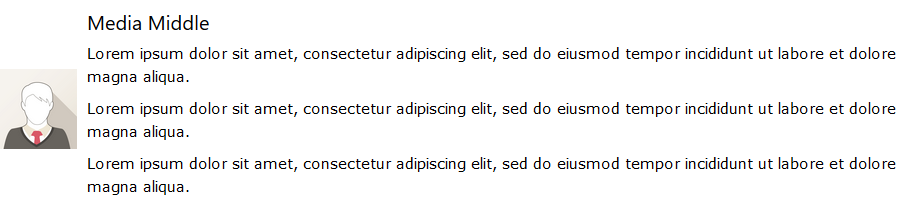 Media Middle
Lorem ipsum dolor sit amet, consectetur adipiscing elit, sed do eiusmod tempor incididunt ut labore et dolore
magna aliqua.
Lorem ipsum dolor sit amet, consectetur adipiscing elit, sed do eiusmod tempor incididunt ut labore et dolore
magna aliqua.
Lorem ipsum dolor sit amet, consectetur adipiscing elit, sed do eiusmod tempor incididunt ut labore et dolore
magna aliqua.